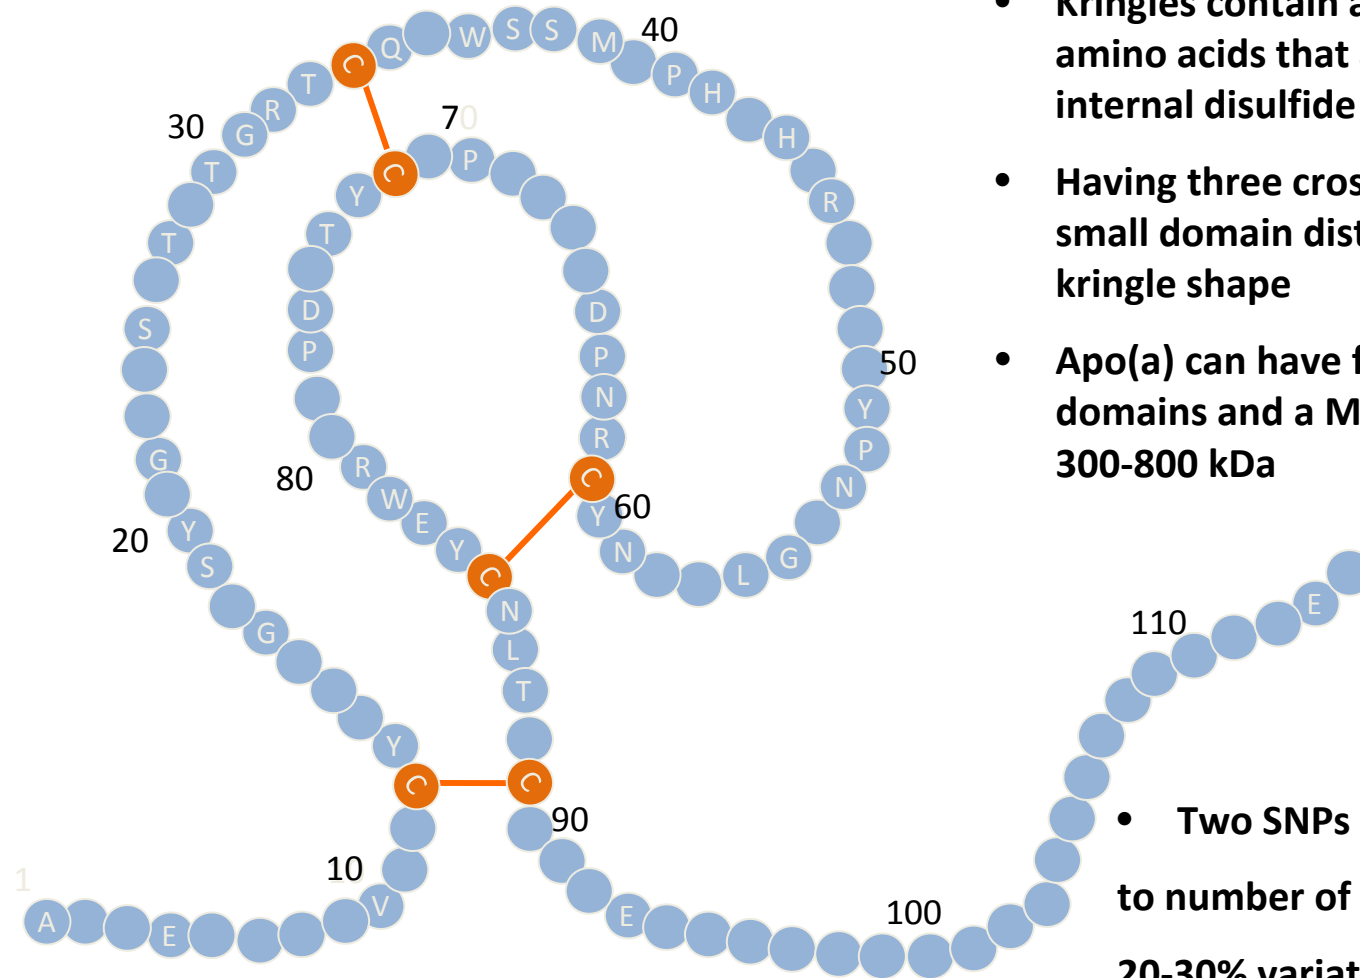 Kringles contain a
amino acids that
internal disulfide
• Having three cros
small domain dist
kringle shape
• Apo(a) can have f
domains and a M
300-800 kDa
• Two SNPs
to number of
20-30% variat
1
A
E
V
10
C
Y
G
S
Y
20
G
S
T
T
30
G
R
T
C
Q
W
S
S
M
40
P
H
H
R
50
Y
P
N
G
L
N
Y
60
C
R
N
P
D
P
70
C
Y
T
D
P
80
R
W
E
Y
C
N
L
T
C
90
E
100
110
E